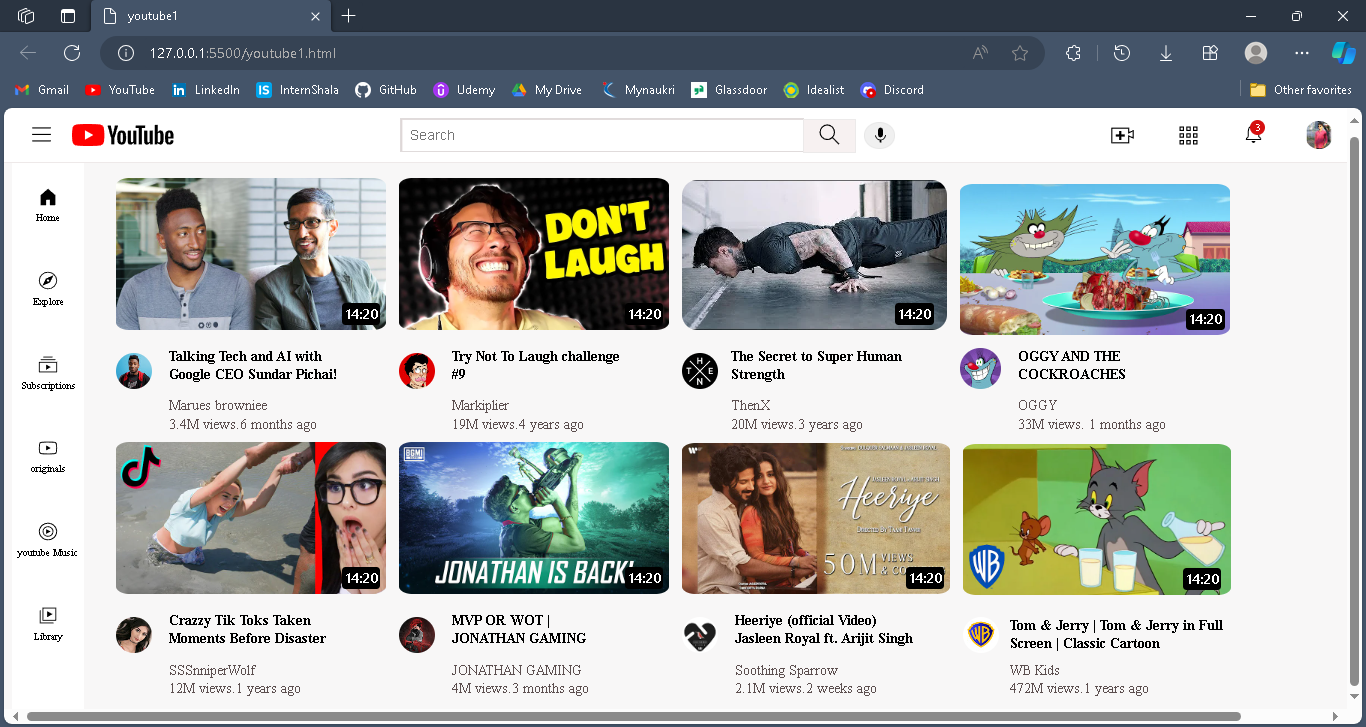 youtube1
127.0.0.1:5500/youtube1.html
Gmail
YouTube
LinkedIn
InternShala
GitHub
Udemy
My Drive
Mynaukri
Glassdoor
Idealist
Discord
Other favorites
YouTube
Search
3
Home
Explore
Subscriptions
originals
youtube Music
Library
14:20
Talking Tech and AI with
Google CEO Sundar Pichai!
Marues browniee
3.4M views.6 months ago
DON'T
LAUGH
14:20
Try Not To Laugh challenge
#9
Markiplier
19M views.4 years ago
14:20
THEN
X
The Secret to Super Human
Strength
ThenX
20M views.3 years ago
14:20
OGGY AND THE
COCKROACHES
OGGY
33M views. 1 months ago
14:20
Crazzy Tik Toks Taken
Moments Before Disaster
SSSnniperWolf
12M views.1 years ago
BGMI
JONATHAN IS BACK'
14:20
MVP OR WOT |
JONATHAN GAMING
JONATHAN GAMING
4M views.3 months ago
Heeriye
50M VIEWS
14:20
Heeriye (official Video)
Jasleen Royal ft. Arijit Singh
Soothing Sparrow
2.1M views.2 weeks ago
WB
14:20
WB
Tom & Jerry | Tom & Jerry in Full
Screen | Classic Cartoon
WB Kids
472M views.1 years ago